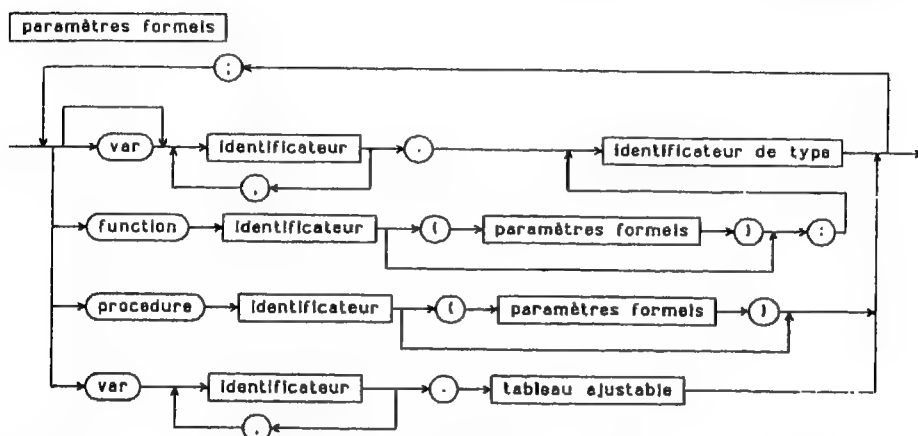 paramètres formels
;
var identificateur . identificateur de type
,
function identificateur ( paramètres formels ) :
procedure identificateur ( paramètres formels )
var identificateur . tableau ajustable
,